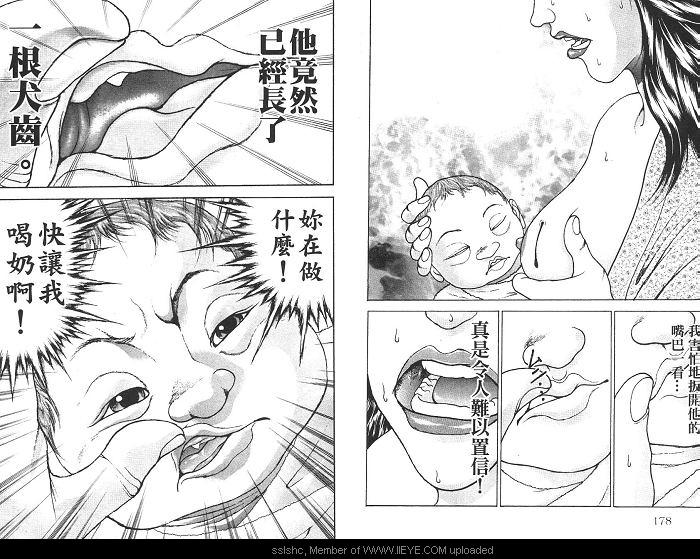 我害怕地扳開他的
嘴巴一看…
真是令人難以置信！
178
他竟然
已經長了
一根犬齒。
妳在做
什麼！
快讓我
喝奶啊！
sslshc, Member of WWW.IIEYE.COM uploaded